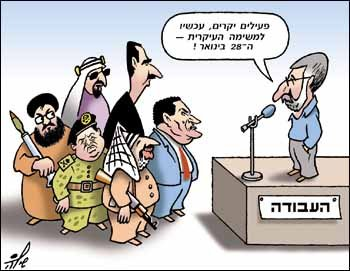 פעילים יקרים, עכשיו
למשימה העיקרית –
ה־28 בינואר !
העבודה